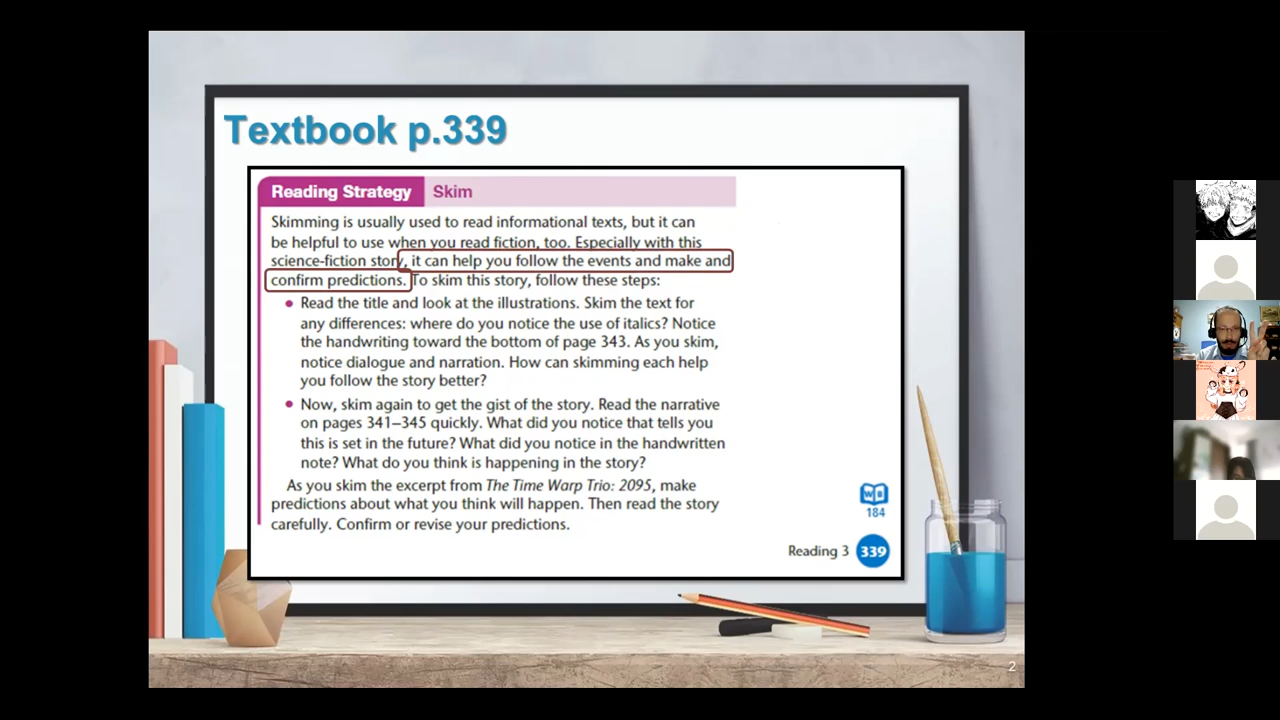 Textbook p.339
Reading Strategy Skim
Skimming is usually used to read informational texts, but it can
be helpful to use when you read fiction, too. Especially with this
science-fiction story, it can help you follow the events and make and
confirm predictions. To skim this story, follow these steps:
• Read the title and look at the illustrations. Skim the text for
any differences: where do you notice the use of italics? Notice
the handwriting toward the bottom of page 343. As you skim,
notice dialogue and narration. How can skimming each help
you follow the story better?
• Now, skim again to get the gist of the story. Read the narrative
on pages 341–345 quickly. What did you notice that tells you
this is set in the future? What did you notice in the handwritten
note? What do you think is happening in the story?
As you skim the excerpt from The Time Warp Trio: 2095, make
predictions about what you think will happen. Then read the story
carefully. Confirm or revise your predictions.
WB
184
Reading 3 339
2